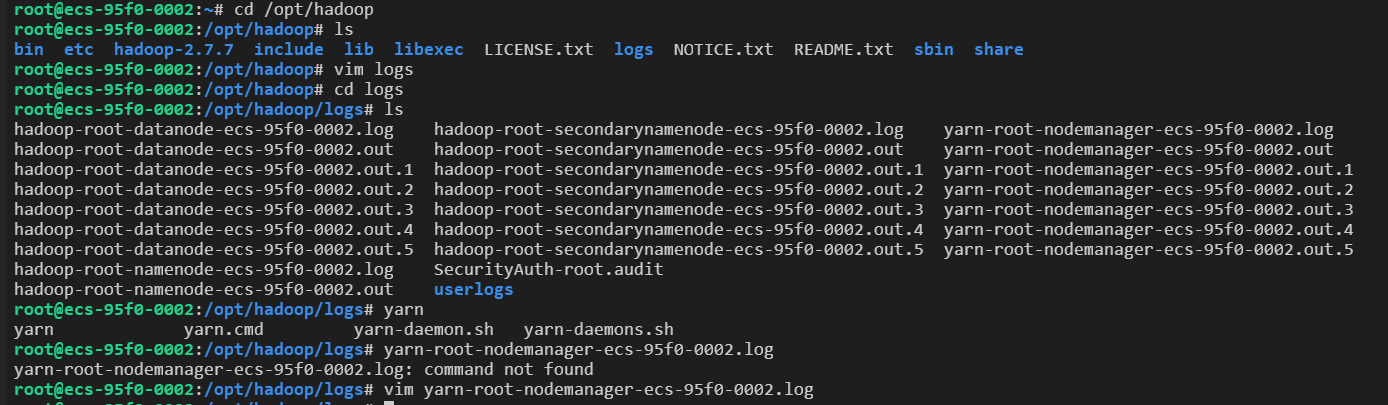 root@ecs-95f0-0002:~# cd /opt/hadoop
root@ecs-95f0-0002:/opt/hadoop# ls
bin etc hadoop-2.7.7 include lib libexec LICENSE.txt logs NOTICE.txt README.txt sbin share
root@ecs-95f0-0002:/opt/hadoop# vim logs
root@ecs-95f0-0002:/opt/hadoop# cd logs
root@ecs-95f0-0002:/opt/hadoop/logs# ls
hadoop-root-datanode-ecs-95f0-0002.log hadoop-root-secondarynamenode-ecs-95f0-0002.log yarn-root-nodemanager-ecs-95f0-0002.log
hadoop-root-datanode-ecs-95f0-0002.out hadoop-root-secondarynamenode-ecs-95f0-0002.out yarn-root-nodemanager-ecs-95f0-0002.out
hadoop-root-datanode-ecs-95f0-0002.out.1 hadoop-root-secondarynamenode-ecs-95f0-0002.out.1 yarn-root-nodemanager-ecs-95f0-0002.out.1
hadoop-root-datanode-ecs-95f0-0002.out.2 hadoop-root-secondarynamenode-ecs-95f0-0002.out.2 yarn-root-nodemanager-ecs-95f0-0002.out.2
hadoop-root-datanode-ecs-95f0-0002.out.3 hadoop-root-secondarynamenode-ecs-95f0-0002.out.3 yarn-root-nodemanager-ecs-95f0-0002.out.3
hadoop-root-datanode-ecs-95f0-0002.out.4 hadoop-root-secondarynamenode-ecs-95f0-0002.out.4 yarn-root-nodemanager-ecs-95f0-0002.out.4
hadoop-root-datanode-ecs-95f0-0002.out.5 hadoop-root-secondarynamenode-ecs-95f0-0002.out.5 yarn-root-nodemanager-ecs-95f0-0002.out.5
hadoop-root-namenode-ecs-95f0-0002.log SecurityAuth-root.audit
hadoop-root-namenode-ecs-95f0-0002.out userlogs
root@ecs-95f0-0002:/opt/hadoop/logs# yarn
yarn yarn.cmd yarn-daemon.sh yarn-daemons.sh
root@ecs-95f0-0002:/opt/hadoop/logs# yarn-root-nodemanager-ecs-95f0-0002.log
yarn-root-nodemanager-ecs-95f0-0002.log: command not found
root@ecs-95f0-0002:/opt/hadoop/logs# vim yarn-root-nodemanager-ecs-95f0-0002.log